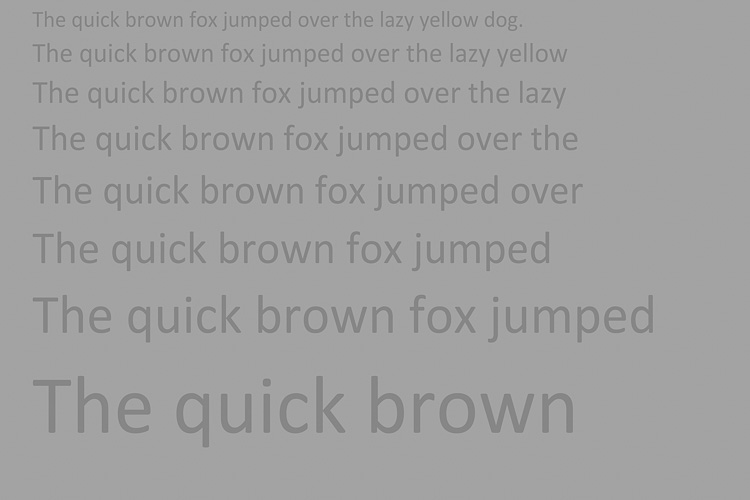 The quick brown fox jumped over the lazy yellow dog.
The quick brown fox jumped over the lazy yellow
The quick brown fox jumped over the lazy
The quick brown fox jumped over the
The quick brown fox jumped over
The quick brown fox jumped
The quick brown fox jumped
The quick brown